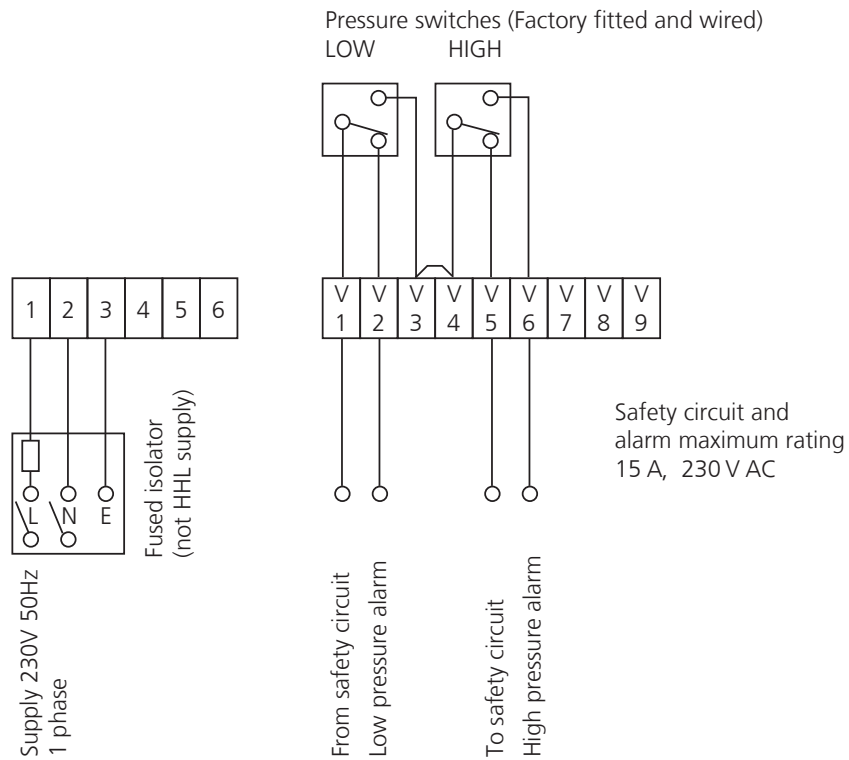 Pressure switches (Factory fitted and wired)
LOW HIGH
1 2 3 4 5 6
V V V V V V V V V
1 2 3 4 5 6 7 8 9
L N E
Fused isolator
(not HHL supply)
Safety circuit and
alarm maximum rating
15 A, 230 V AC
Supply 230V 50Hz
1 phase
From safety circuit
Low pressure alarm
To safety circuit
High pressure alarm